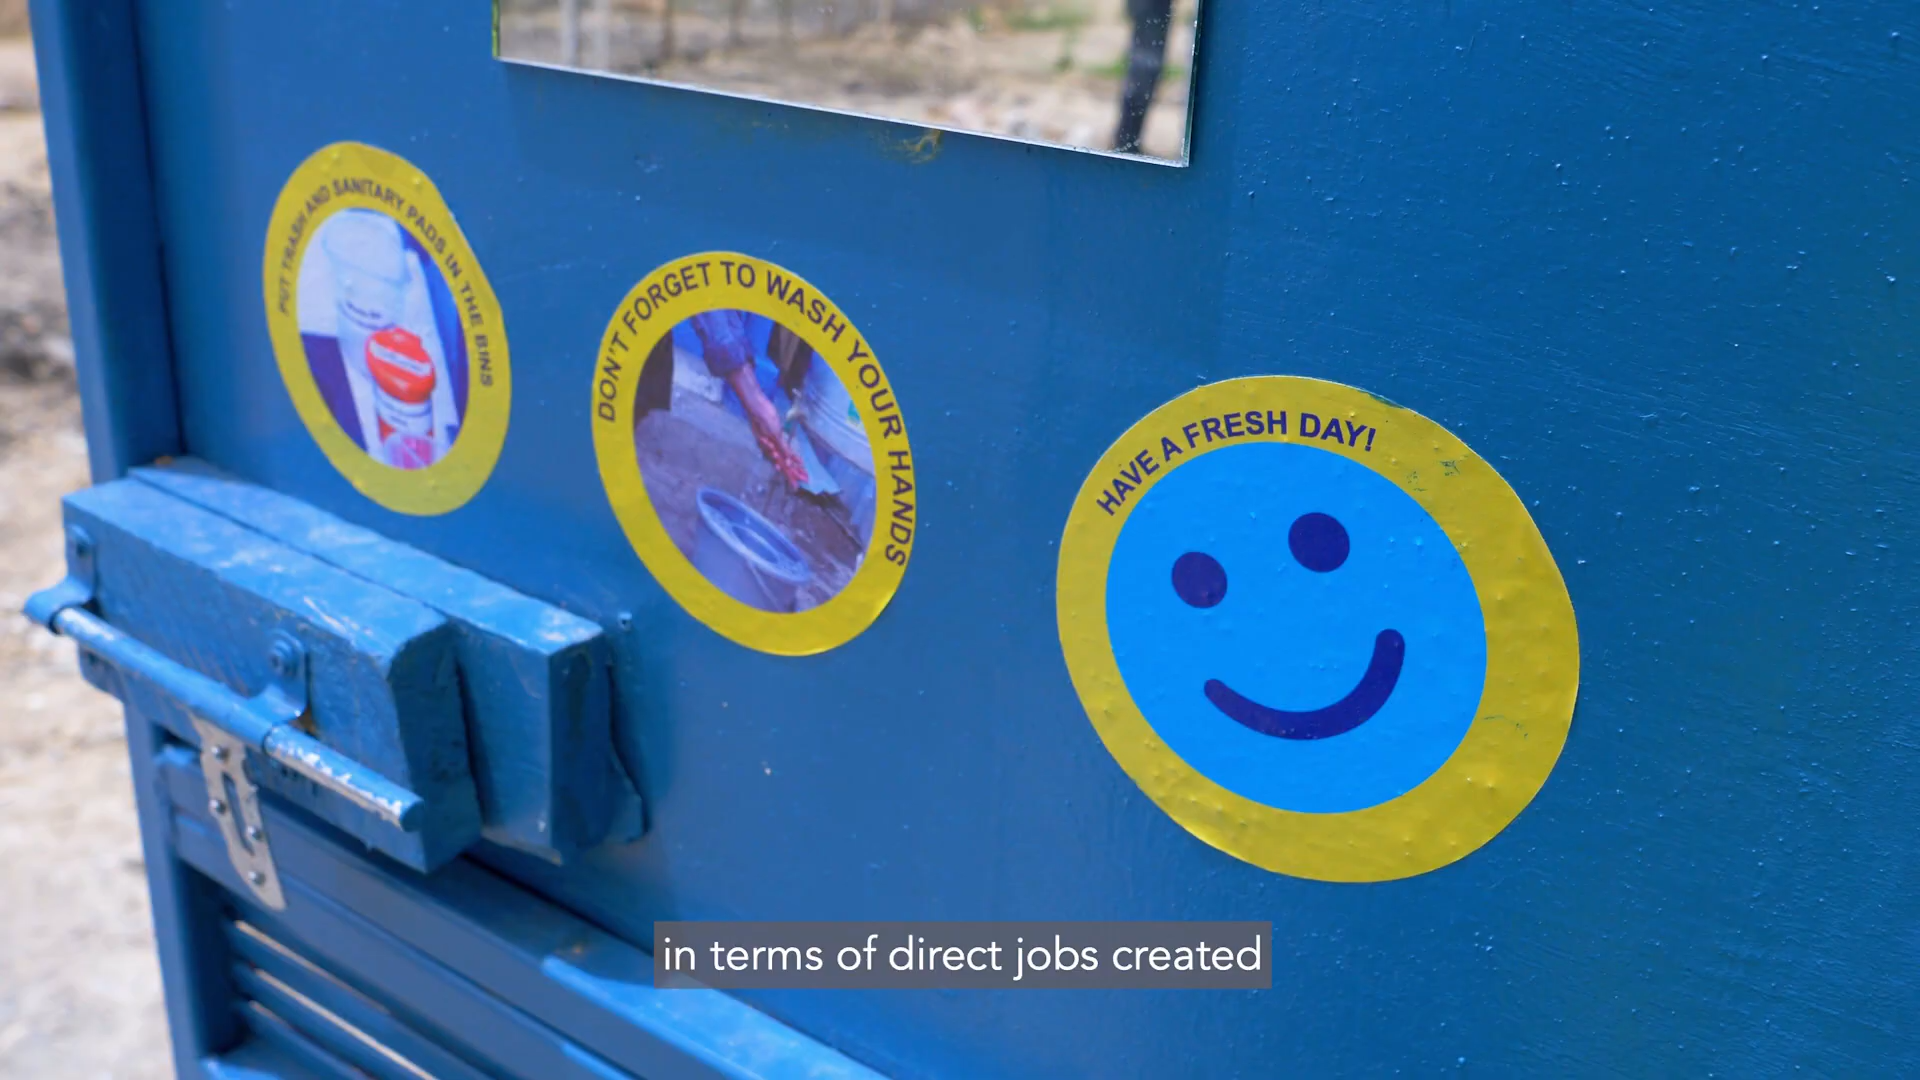 PUT TRASH AND SANITARY PADS IN THE BINS
DON'T FORGET TO WASH YOUR HANDS
HAVE A FRESH DAY!
in terms of direct jobs created